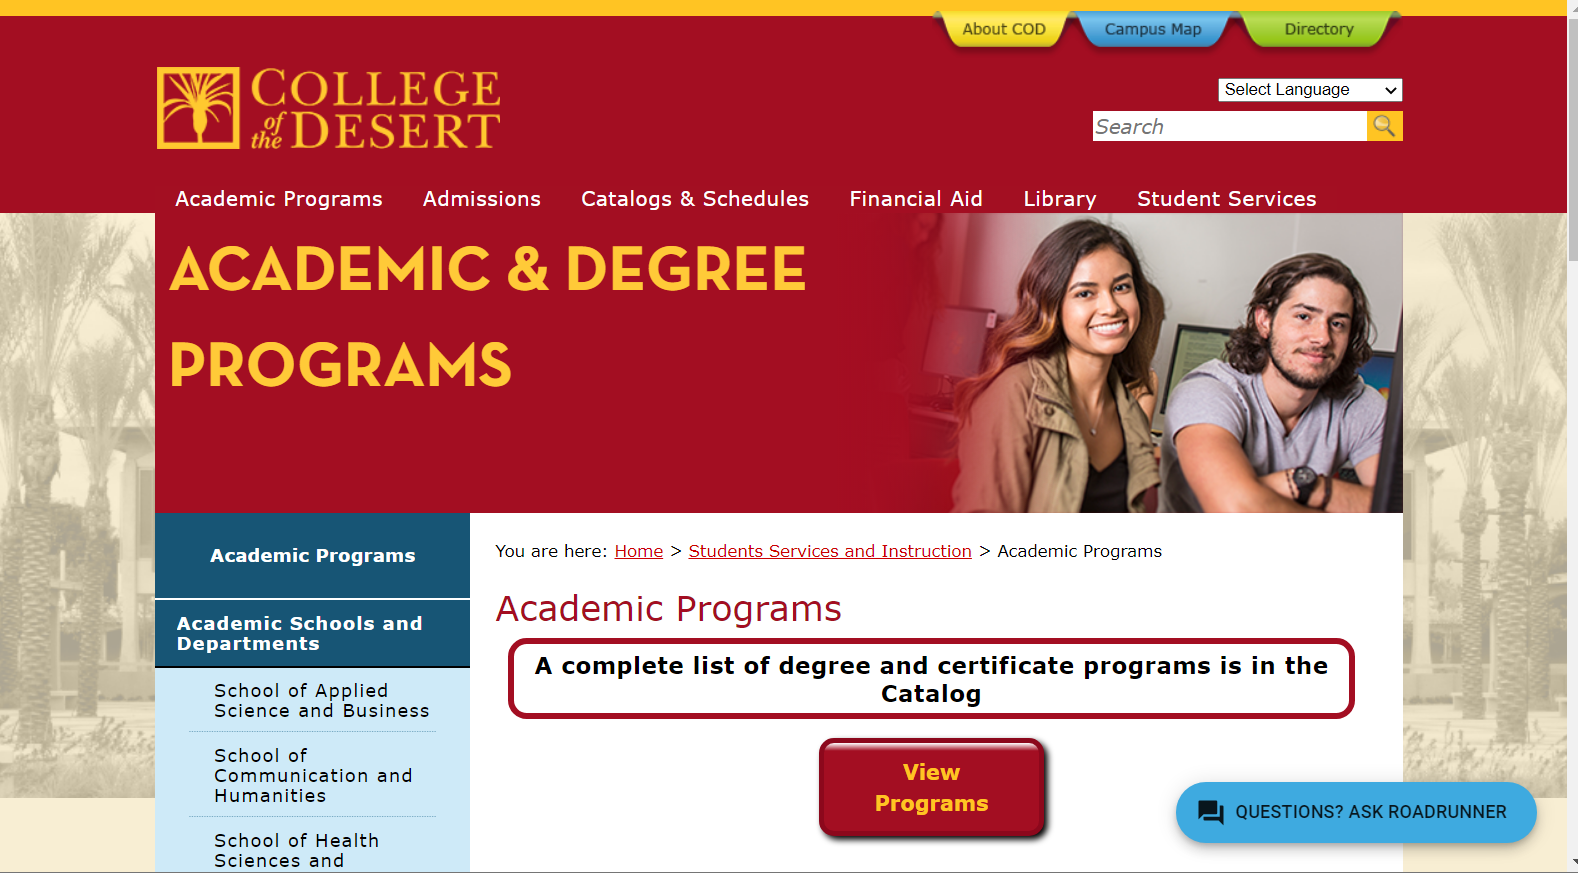 About COD
Campus Map
Directory
COLLEGE
of the
DESERT
Select Language
Search
Academic Programs
Admissions
Catalogs & Schedules
Financial Aid
Library
Student Services
ACADEMIC & DEGREE
PROGRAMS
Academic Programs
Academic Schools and
Departments
School of Applied
Science and Business
School of
Communication and
Humanities
School of Health
Sciences and
You are here: Home > Students Services and Instruction > Academic Programs
Academic Programs
A complete list of degree and certificate programs is in the
Catalog
View
Programs
QUESTIONS? ASK ROADRUNNER